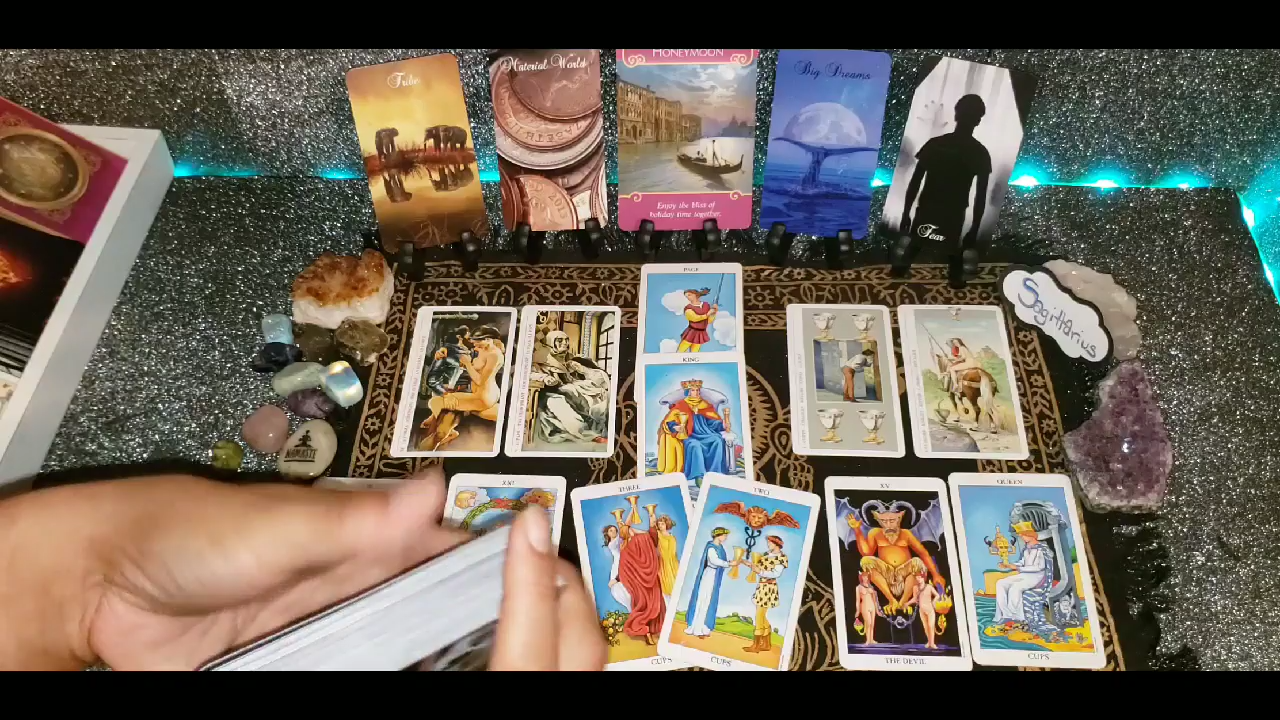 Tribe
Material World
HONEYMOON
Enjoy the bliss of
holiday time together.
Big Dreams
Fear
Sagittarius
PAGE
KING
NAMASTE
XXI
THREE
CUPS
TWO
CUPS
XV
THE DEVIL
QUEEN
CUPS